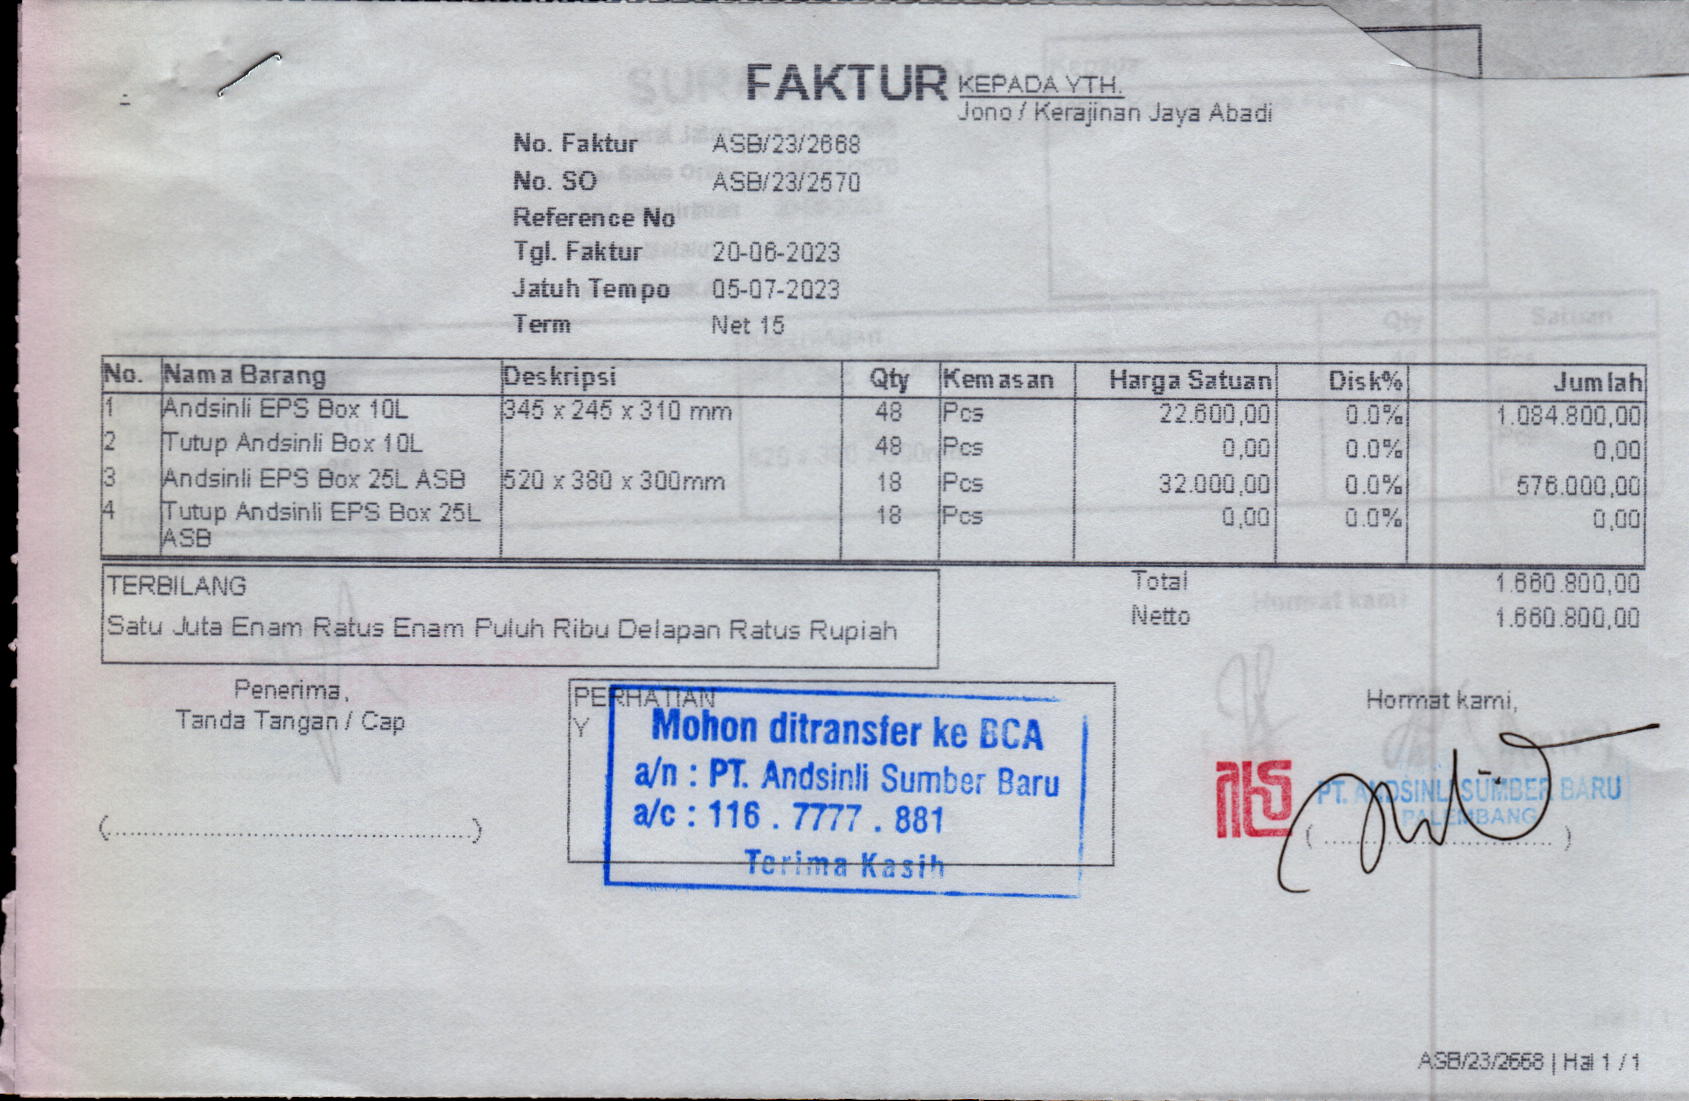 FAKTUR
KEPADA YTH.
Jono / Kerajinan Jaya Abadi
No. Faktur ASB/23/2668
No. SO ASB/23/2570
Reference No
Tgl. Faktur 20-06-2023
Jatuh Tempo 05-07-2023
Term Net 15
No. Nama Barang Deskripsi Qty Kemasan Harga Satuan Disk% Jumlah
1 Andsinli EPS Box 10L 345 x 245 x 310 mm 48 Pcs 22.600,00 0.0% 1.084.800,00
2 Tutup Andsinli Box 10L 48 Pcs 0,00 0.0% 0,00
3 Andsinli EPS Box 25L ASB 520 x 380 x 300mm 18 Pcs 32.000,00 0.0% 576.000,00
4 Tutup Andsinli EPS Box 25L 18 Pcs 0,00 0.0% 0,00
ASB
TERBILANG
Satu Juta Enam Ratus Enam Puluh Ribu Delapan Ratus Rupiah
Total 1.660.800,00
Netto 1.660.800,00
Penerima,
Tanda Tangan / Cap
(..................................................)
PERHATIAN
Y
Mohon ditransfer ke BCA
a/n : PT. Andsinli Sumber Baru
a/c : 116 . 7777 . 881
Terima Kasih
Hormat kami,
PT. ANDSINLI SUMBER BARU
PALEMBANG
( ................................ )
ASB/23/2668 | Hal 1 / 1